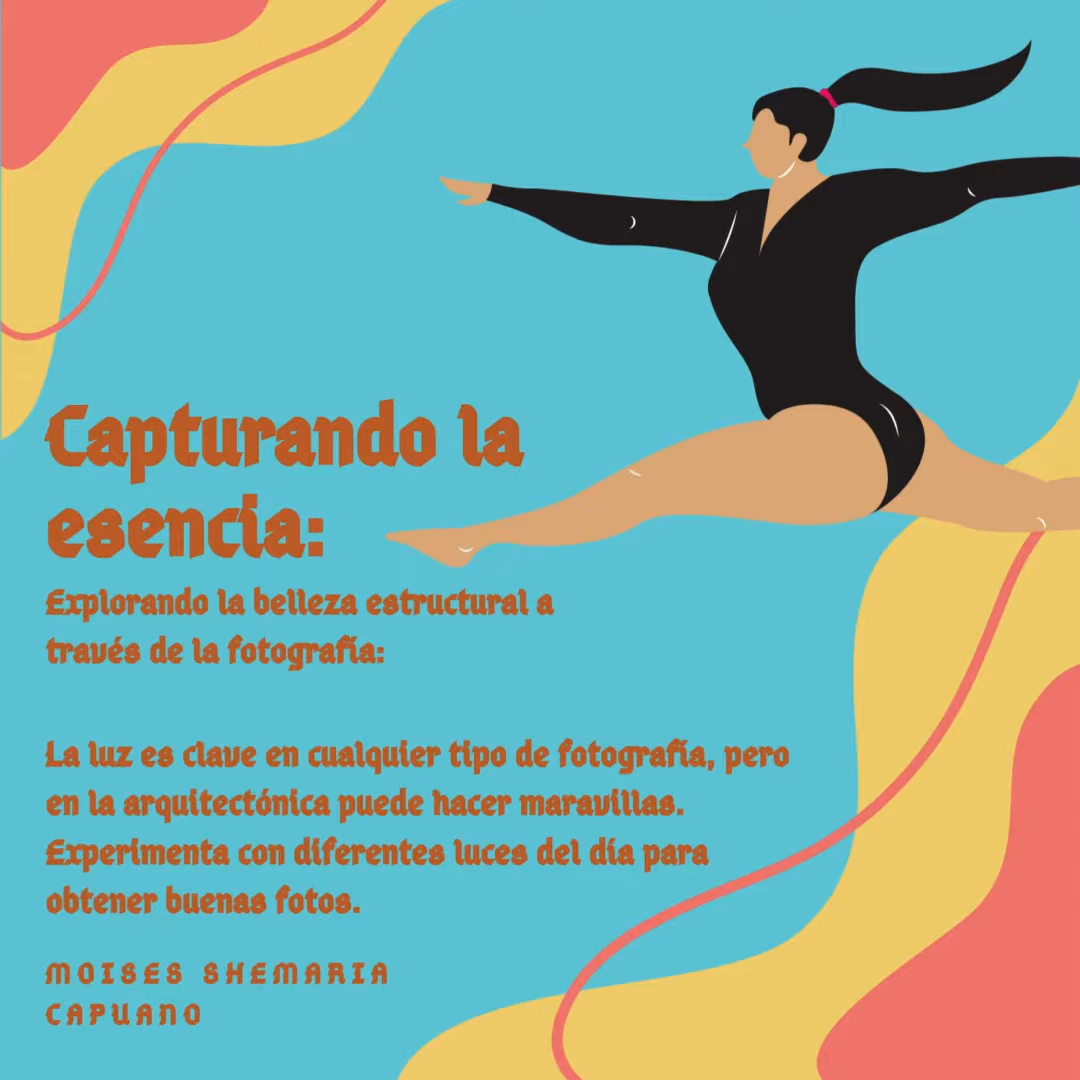 Capturando la
esencia:
Explorando la belleza estructural a
través de la fotografía:
La luz es clave en cualquier tipo de fotografía, pero
en la arquitectónica puede hacer maravillas.
Experimenta con diferentes luces del día para
obtener buenas fotos.
MOISES SHEMARIA
CAPUANO